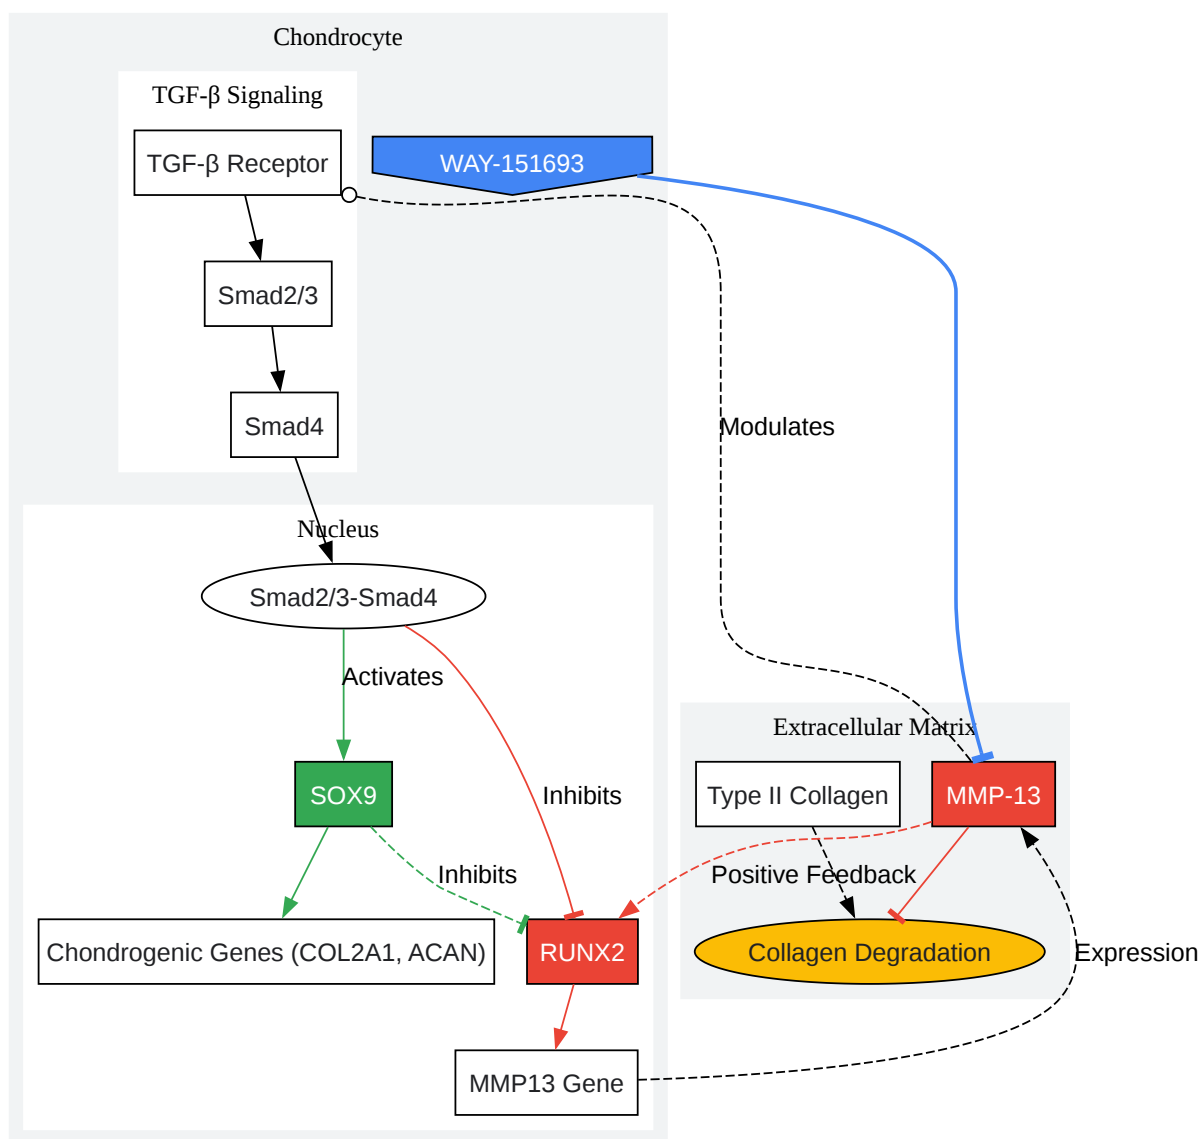 Chondrocyte
TGF-β Signaling
TGF-β Receptor
WAY-151693
Smad2/3
Smad4
Modulates
Nucleus
Smad2/3-Smad4
Activates
Extracellular Matrix
SOX9
Inhibits
Type II Collagen
MMP-13
Inhibits
Positive Feedback
Chondrogenic Genes (COL2A1, ACAN)
RUNX2
Collagen Degradation
Expression
MMP13 Gene